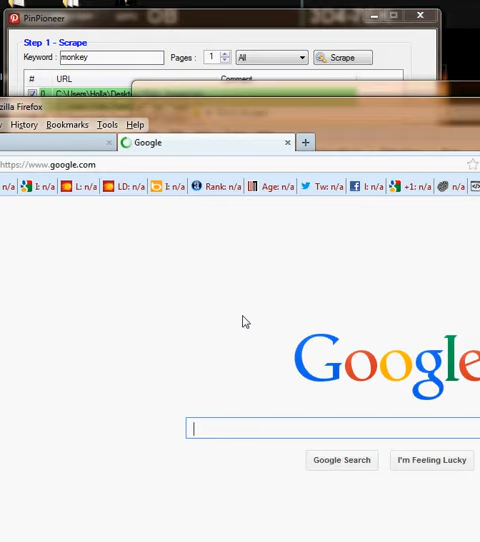 PinPioneer
Step 1 - Scrape
Keyword : monkey Pages : 1 All Scrape
# URL Comment
zilla Firefox
History Bookmarks Tools Help
Google
https://www.google.com
n/a I: n/a L: n/a LD: n/a I: n/a Rank: n/a Age: n/a Tw: n/a I: n/a +1: n/a n/a
Google
Google Search I'm Feeling Lucky